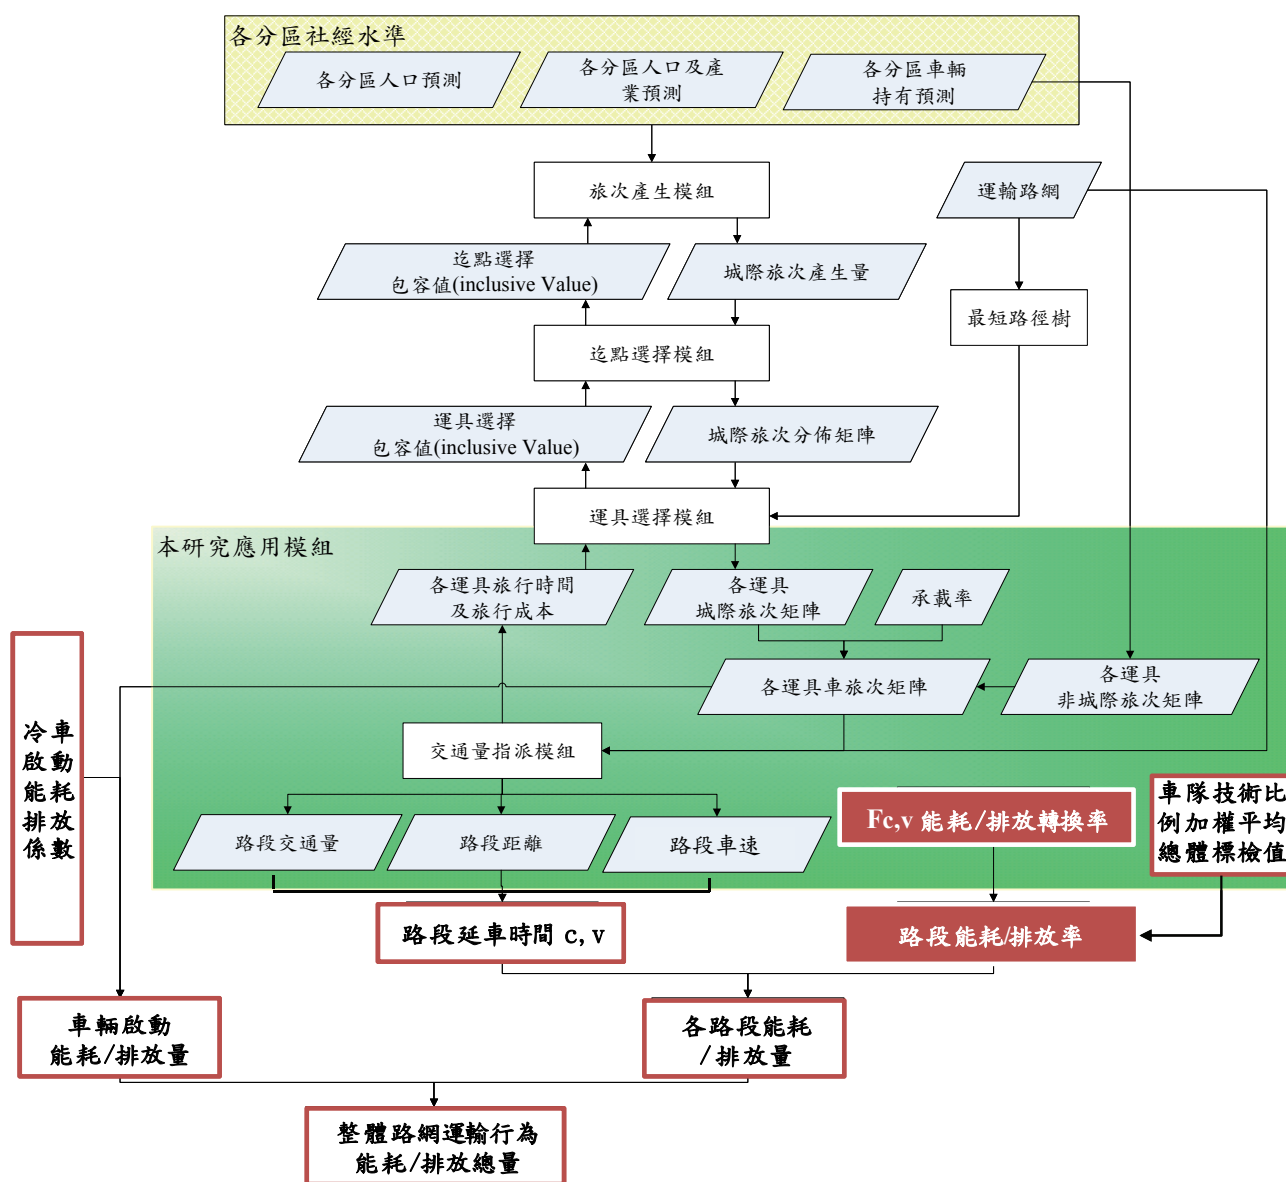 各分區社經水準
各分區人口預測
各分區人口及產
業預測
各分區車輛
持有預測
旅次產生模組
運輸路網
迄點選擇
包容值(inclusive Value)
城際旅次產生量
最短路徑樹
迄點選擇模組
運具選擇
包容值(inclusive Value)
城際旅次分佈矩陣
運具選擇模組
本研究應用模組
各運具旅行時間
及旅行成本
各運具
城際旅次矩陣
承載率
各運具車旅次矩陣
各運具
非城際旅次矩陣
冷車
啟動
能耗
排放
係數
交通量指派模組
Fc,v 能耗/排放轉換率
車隊技術比
例加權平均
總體標檢值
路段交通量
路段距離
路段車速
路段延車時間 c, v
路段能耗/排放率
車輛啟動
能耗/排放量
各路段能耗
/排放量
整體路網運輸行為
能耗/排放總量